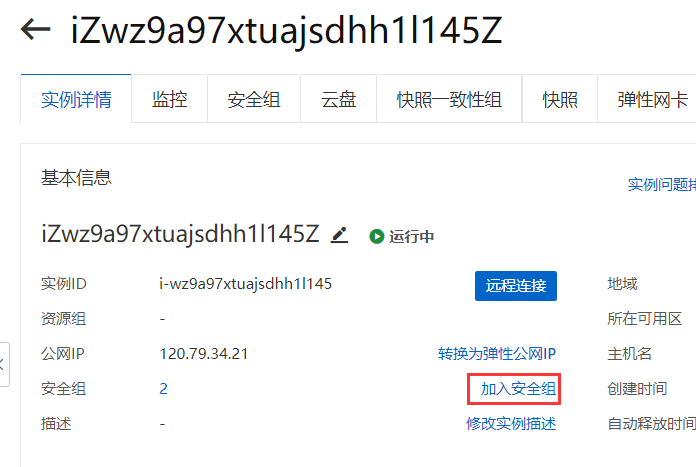 iZwz9a97xtuajsdhh1l145Z
实例详情 监控 安全组 云盘 快照一致性组 快照 弹性网卡
基本信息 实例问题排
iZwz9a97xtuajsdhh1l145Z 运行中
实例ID i-wz9a97xtuajsdhh1l145 远程连接 地域
资源组 - 所在可用区
公网IP 120.79.34.21 转换为弹性公网IP 主机名
安全组 2 加入安全组 创建时间
描述 - 修改实例描述 自动释放时间